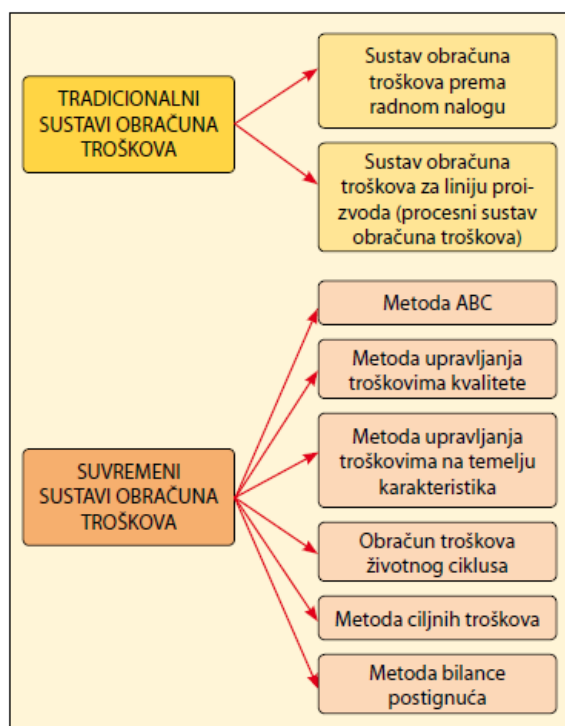 TRADICIONALNI
SUSTAVI OBRAČUNA
TROŠKOVA
Sustav obračuna
troškova prema
radnom nalogu
Sustav obračuna
troškova za liniju proi-
zvoda (procesni sustav
obračuna troškova)
SUVREMENI
SUSTAVI OBRAČUNA
TROŠKOVA
Metoda ABC
Metoda upravljanja
troškovima kvalitete
Metoda upravljanja
troškovima na temelju
karakteristika
Obračun troškova
životnog ciklusa
Metoda ciljnih troškova
Metoda bilance
postignuća